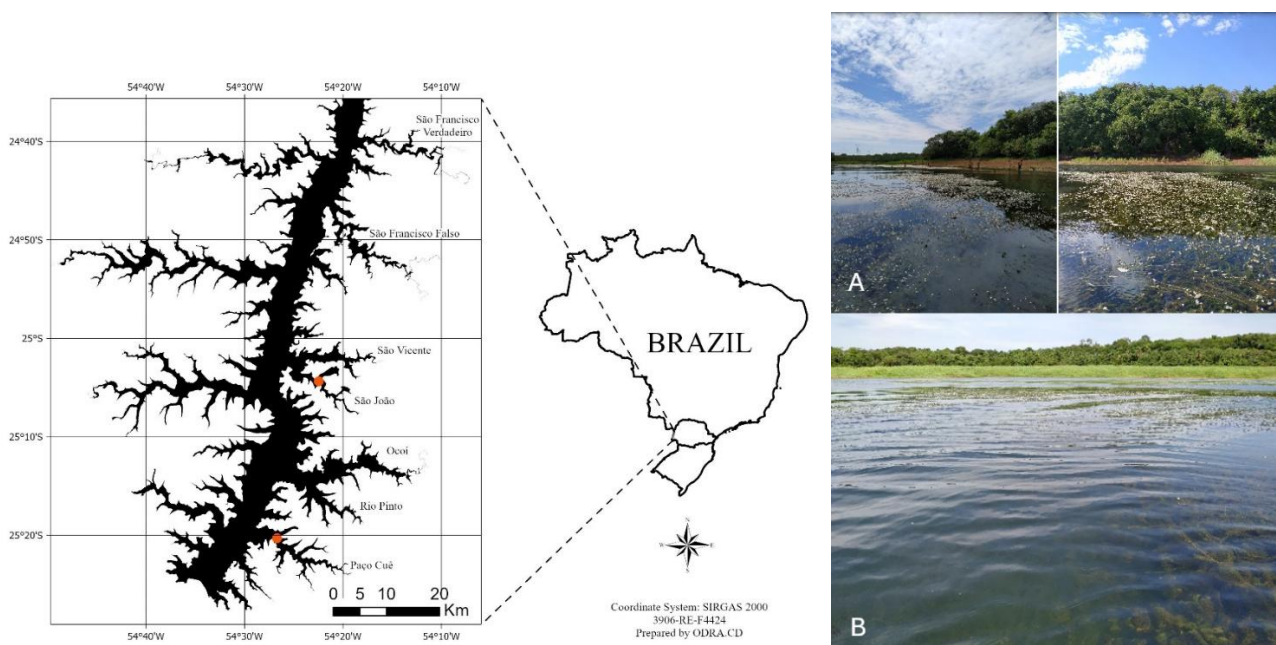 54°40'W 54°30'W 54°20'W 54°10'W
24°40'S
24°50'S
25°S
25°10'S
25°20'S
São Francisco
Verdadeiro
São Francisco Falso
São Vicente
São João
Ocoí
Rio Pinto
Paço Cuê
0 5 10 20
Km
54°40'W 54°30'W 54°20'W 54°10'W
BRAZIL
N
W E
S
Coordinate System: SIRGAS 2000
3906-RE-F4424
Prepared by ODRA.CD
A
B